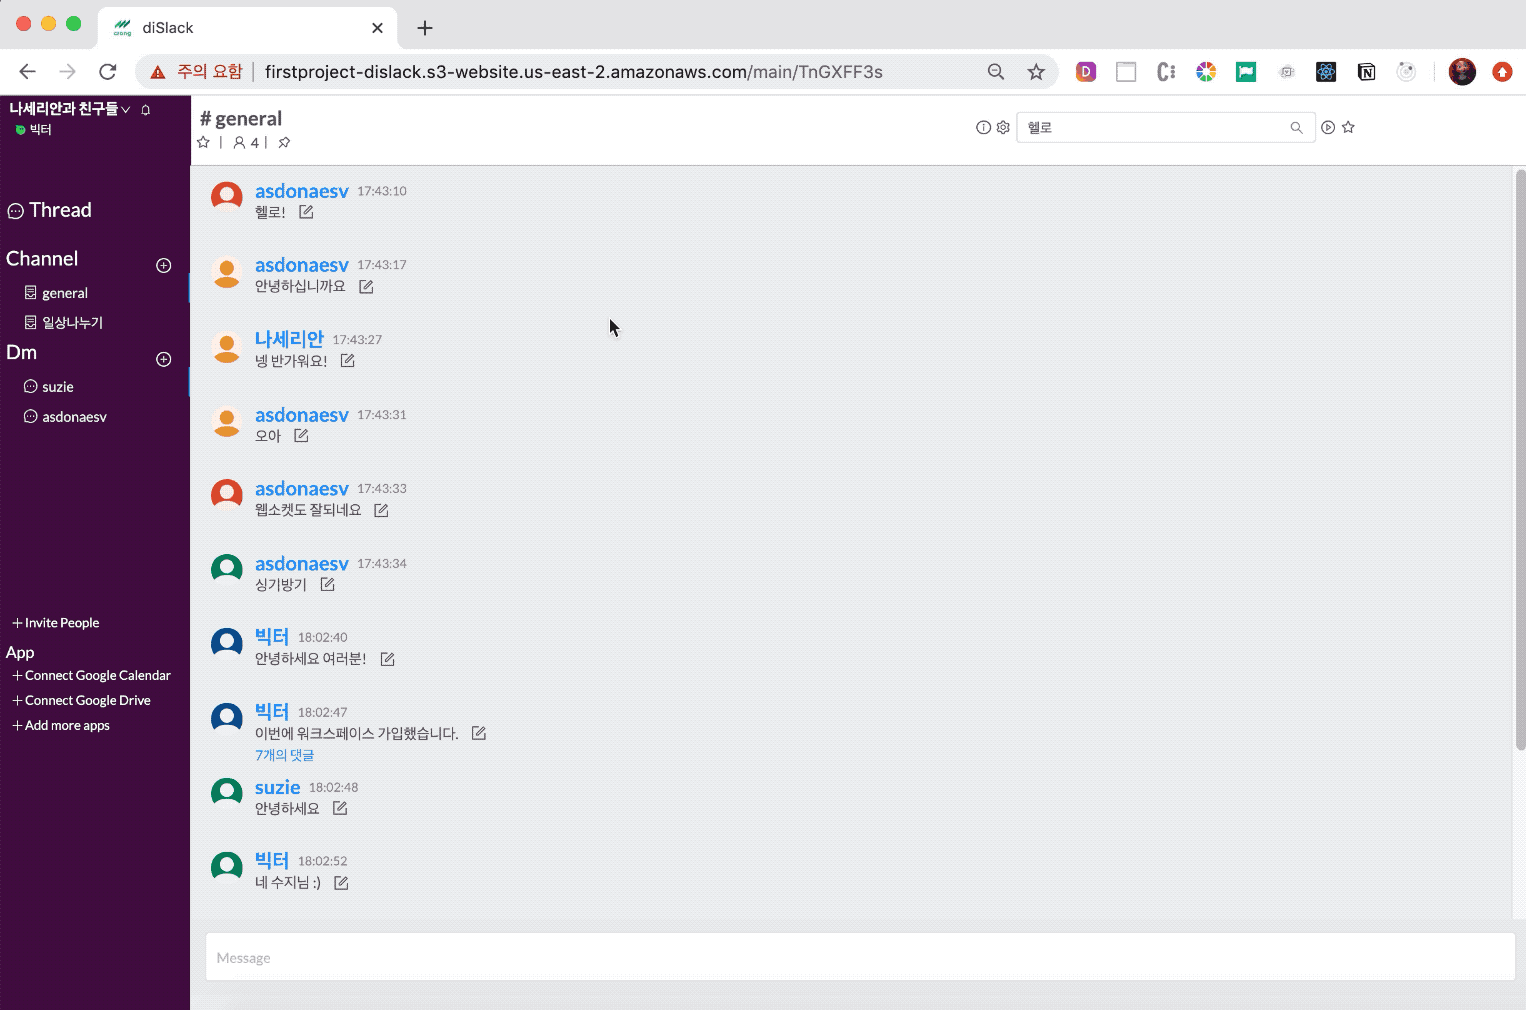 diSlack
주의 요함
firstproject-dislack.s3-website.us-east-2.amazonaws.com/main/TnGXFF3s
나세리안과 친구들
빅터
# general
4
헬로
Thread
Channel
general
일상나누기
Dm
suzie
asdonaesv
Invite People
App
Connect Google Calendar
Connect Google Drive
Add more apps
asdonaesv 17:43:10
헬로!
asdonaesv 17:43:17
안녕하십니까요
나세리안 17:43:27
넹 반가워요!
asdonaesv 17:43:31
오아
asdonaesv 17:43:33
웹소켓도 잘되네요
asdonaesv 17:43:34
싱기방기
빅터 18:02:40
안녕하세요 여러분!
빅터 18:02:47
이번에 워크스페이스 가입했습니다.
7개의 댓글
suzie 18:02:48
안녕하세요
빅터 18:02:52
네 수지님 :)
Message